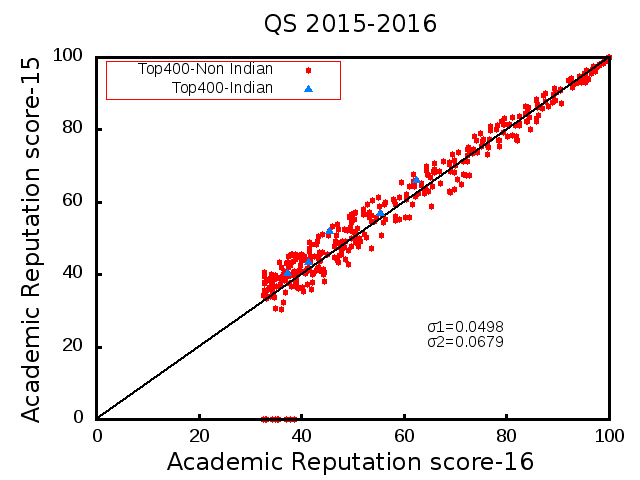 QS 2015-2016
Academic Reputation score-15
100
80
60
40
20
0
Top400-Non Indian
Top400-Indian
σ1=0.0498
σ2=0.0679
0 20 40 60 80 100
Academic Reputation score-16